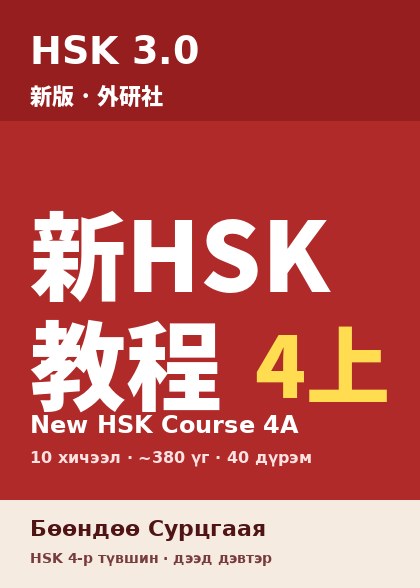 HSK 3.0
新版 · 外研社
新HSK
教程 4上
New HSK Course 4A
10 хичээл · ~380 үг · 40 дүрэм
Бөөндөө Сурцгаая
HSK 4-р түвшин · дээд дэвтэр